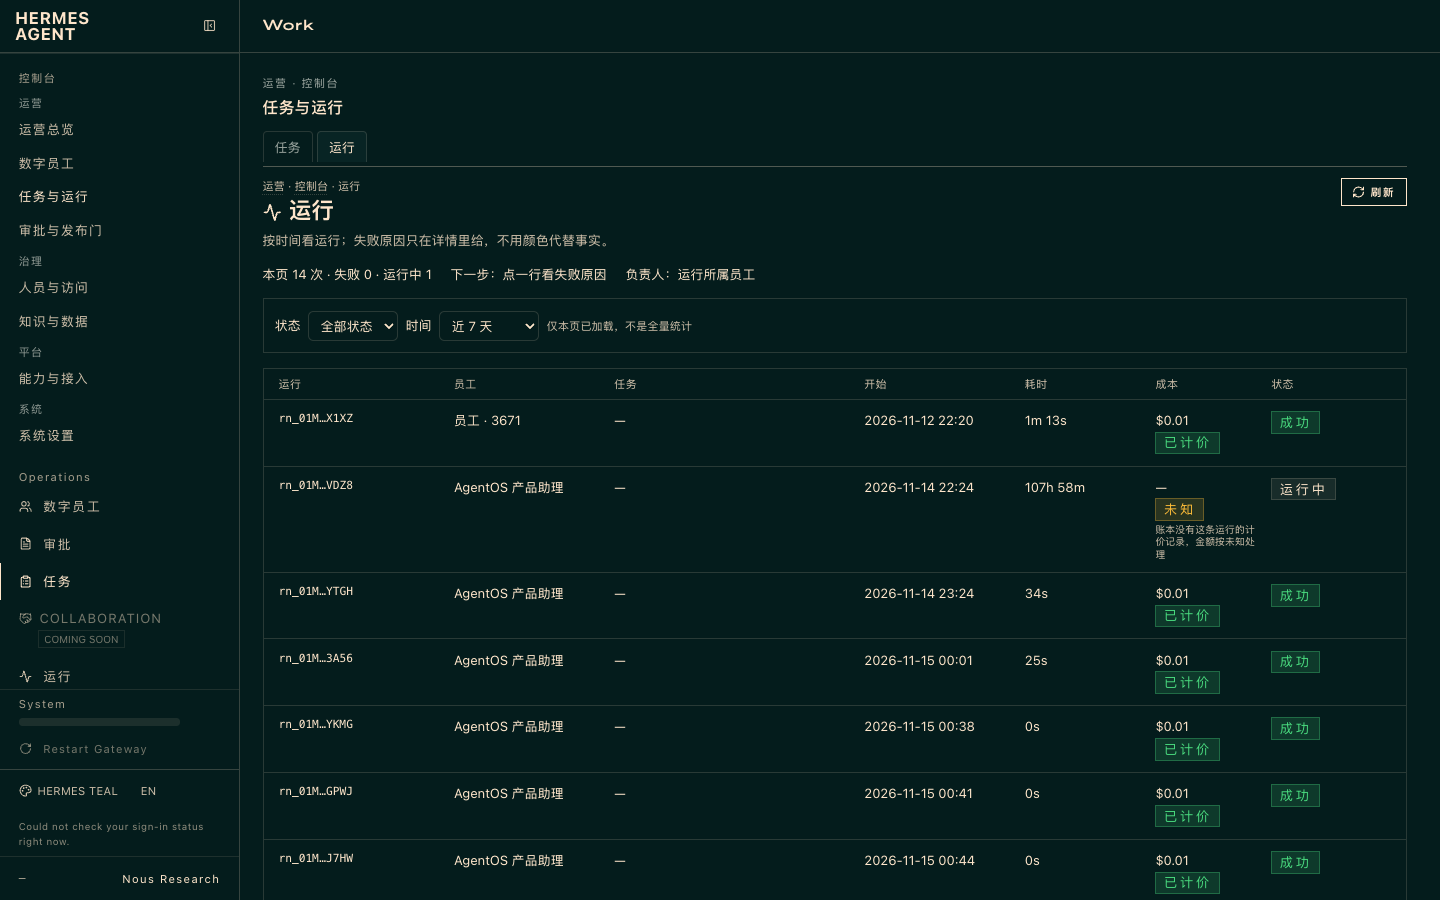 HERMES
AGENT
Work
控制台
运营
运营总览
数字员工
任务与运行
审批与发布门
治理
人员与访问
知识与数据
平台
能力与接入
系统
系统设置
Operations
数字员工
审批
任务
COLLABORATION
COMING SOON
运行
System
Restart Gateway
HERMES TEAL EN
Could not check your sign-in status
right now.
— Nous Research
运营 · 控制台
任务与运行
任务 运行
运营 · 控制台 · 运行
运行
刷新
按时间看运行；失败原因只在详情里给，不用颜色代替事实。
本页 14 次 · 失败 0 · 运行中 1 下一步：点一行看失败原因 负责人：运行所属员工
状态 全部状态 时间 近 7 天 仅本页已加载，不是全量统计
运行 员工 任务 开始 耗时 成本 状态
rn_01M…X1XZ 员工 · 3671 — 2026-11-12 22:20 1m 13s $0.01 成功
已计价
rn_01M…VDZ8 AgentOS 产品助理 — 2026-11-14 22:24 107h 58m — 运行中
未知
账本没有这条运行的计
价记录，金额按未知处
理
rn_01M…YTGH AgentOS 产品助理 — 2026-11-14 23:24 34s $0.01 成功
已计价
rn_01M…3A56 AgentOS 产品助理 — 2026-11-15 00:01 25s $0.01 成功
已计价
rn_01M…YKMG AgentOS 产品助理 — 2026-11-15 00:38 0s $0.01 成功
已计价
rn_01M…GPWJ AgentOS 产品助理 — 2026-11-15 00:41 0s $0.01 成功
已计价
rn_01M…J7HW AgentOS 产品助理 — 2026-11-15 00:44 0s $0.01 成功
已计价